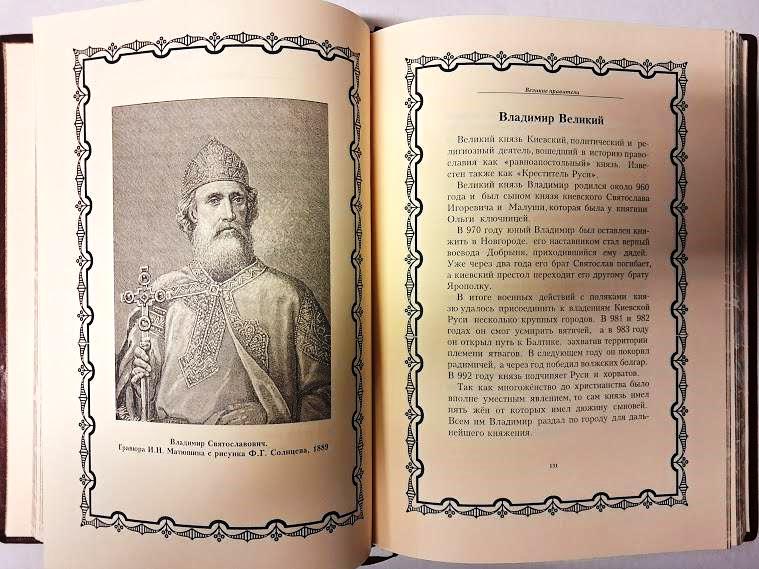 Владимир Святославович.
Гравюра И.Н. Матюшина с рисунка Ф.Г. Солнцева, 1889
Великие правители
Владимир Великий
Великий князь Киевский, политический и ре-
лигиозный деятель, вошедший в историю право-
славия как «равноапостольный» князь. Извес-
тен также как «Креститель Руси».
Великий князь Владимир родился около 960
года и был сыном князя киевского Святослава
Игоревича и Малуши, которая была у княгини
Ольги ключницей.
В 970 году юный Владимир был оставлен кня-
жить в Новгороде. его наставником стал верный
воевода Добрыня, приходившийся ему дядей.
Уже через два года его брат Святослав погибает,
а киевский престол переходит его другому брату
Ярополку.
В итоге военных действий с поляками кня-
зю удалось присоединить к владениям Киевской
Руси несколько крупных городов. В 981 и 982
годах он смог усмирить вятичей, а в 983 году
он открыл путь к Балтике, захватив территории
племени ятвагов. В следующем году он покорил
радимичей, а через год победил волжских болгар.
В 992 году князь подчиняет Руси и хорватов.
Так как многожёнство до христианства было
вполне уместным явлением, то сам князь имел
пять жён от которых имел дюжину сыновей.
Всем им Владимир раздал по городу для даль-
нейшего княжения.
131